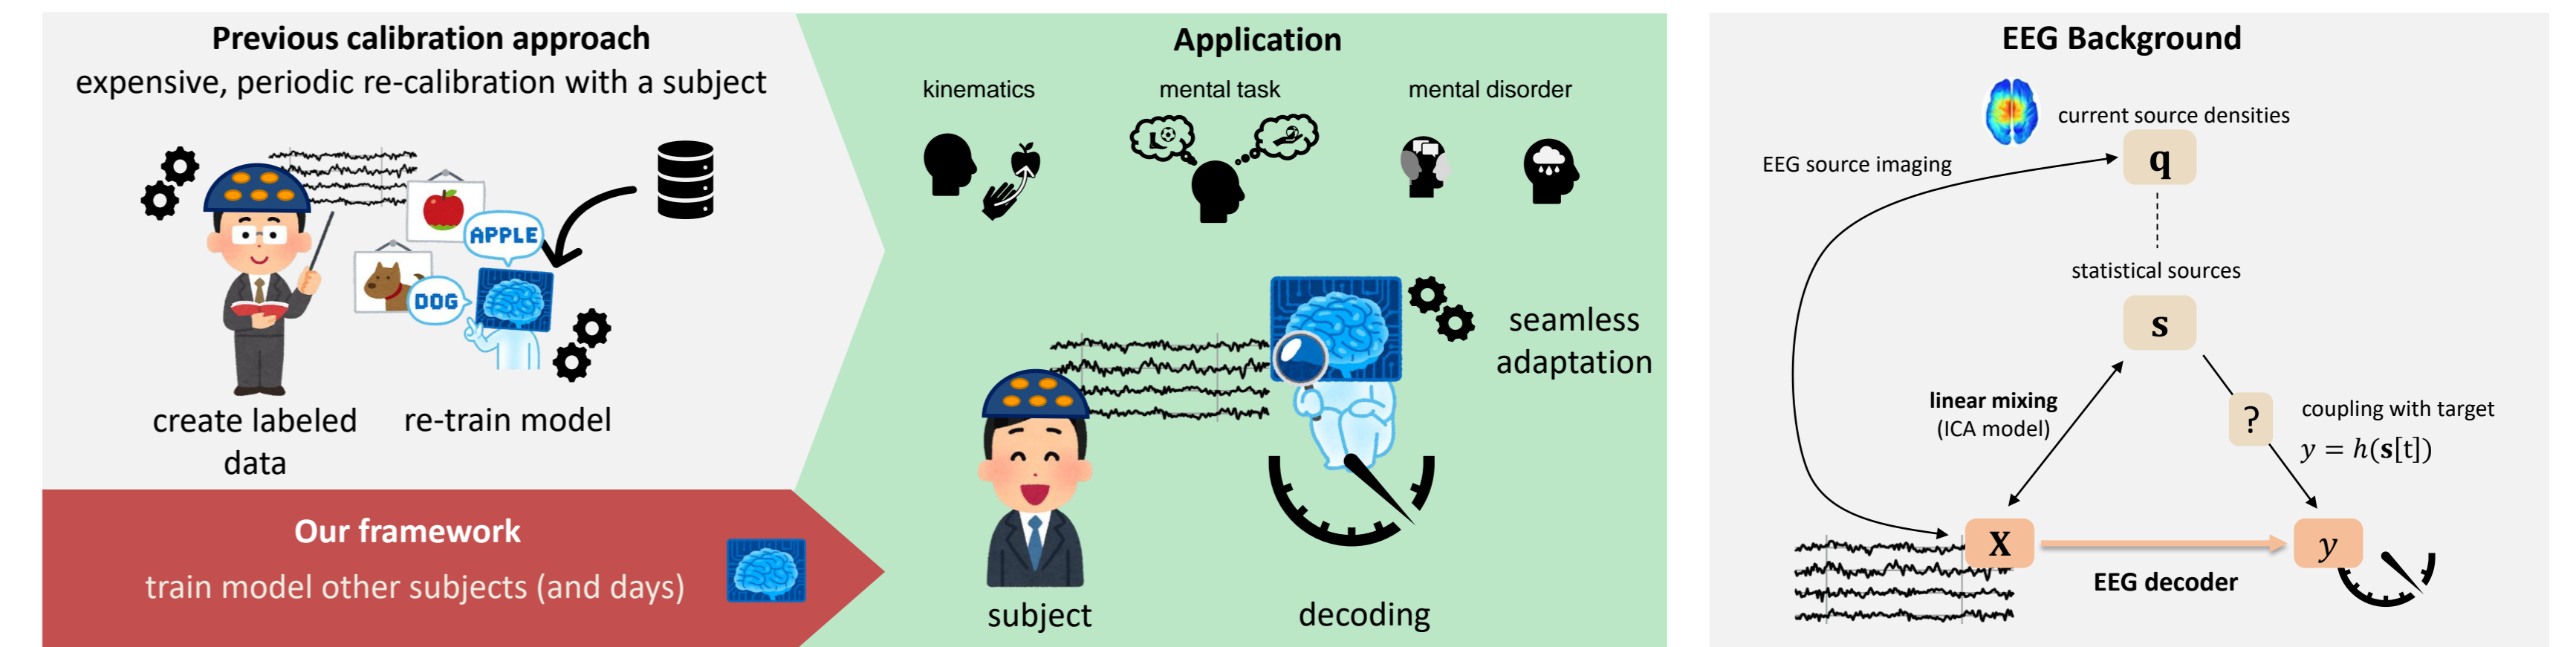 Previous calibration approach
expensive, periodic re-calibration with a subject
APPLE
DOG
create labeled
data
re-train model
Our framework
train model other subjects (and days)
Application
kinematics
mental task
mental disorder
seamless
adaptation
subject
decoding
EEG Background
current source densities
EEG source imaging
q
statistical sources
s
linear mixing
(ICA model)
?
coupling with target
y = h(s[t])
X
y
EEG decoder